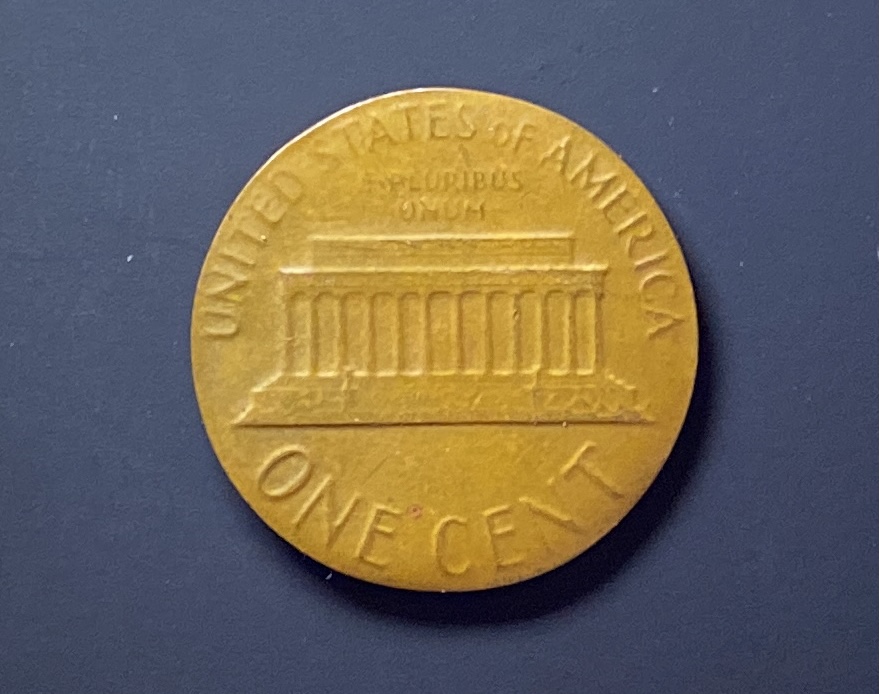 UNITED STATES OF AMERICA
E PLURIBUS
UNUM
ONE CENT